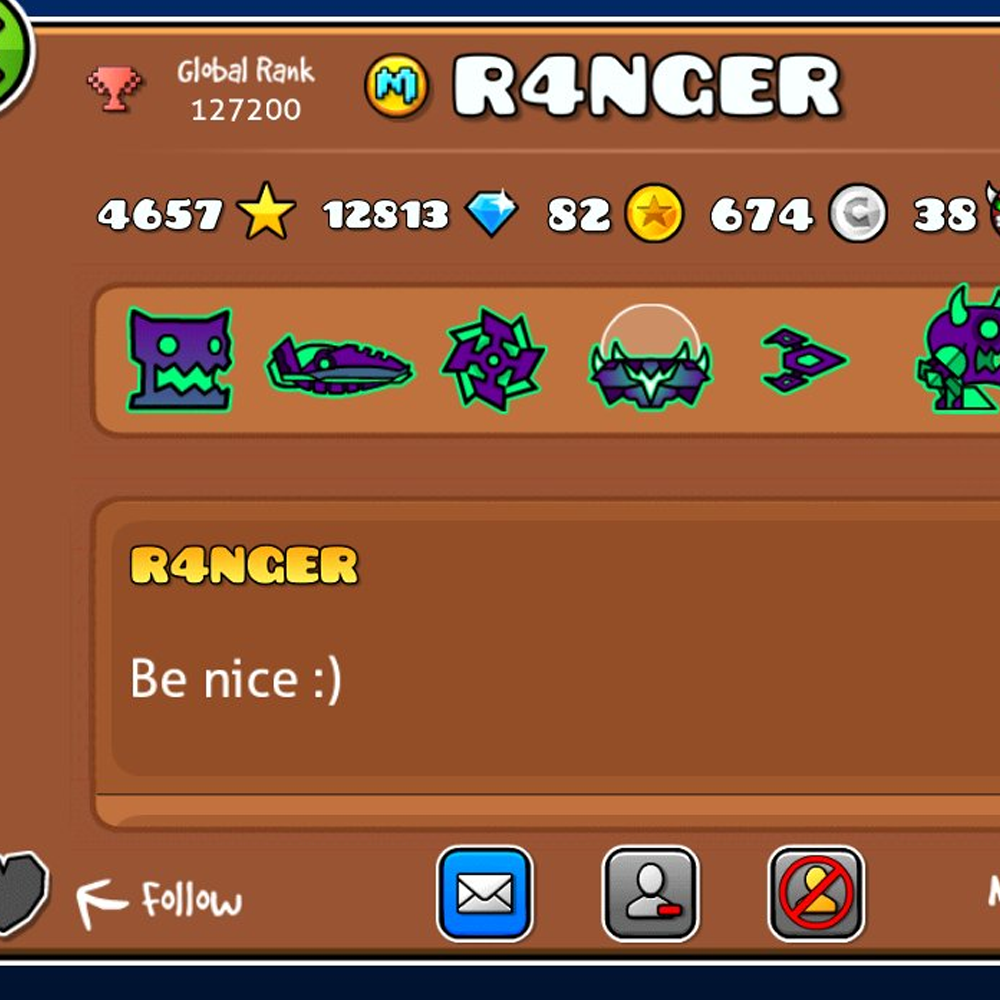 Global Rank
127200
R4NGER
4657 12813 82 674 38
R4NGER
Be nice :)
Follow